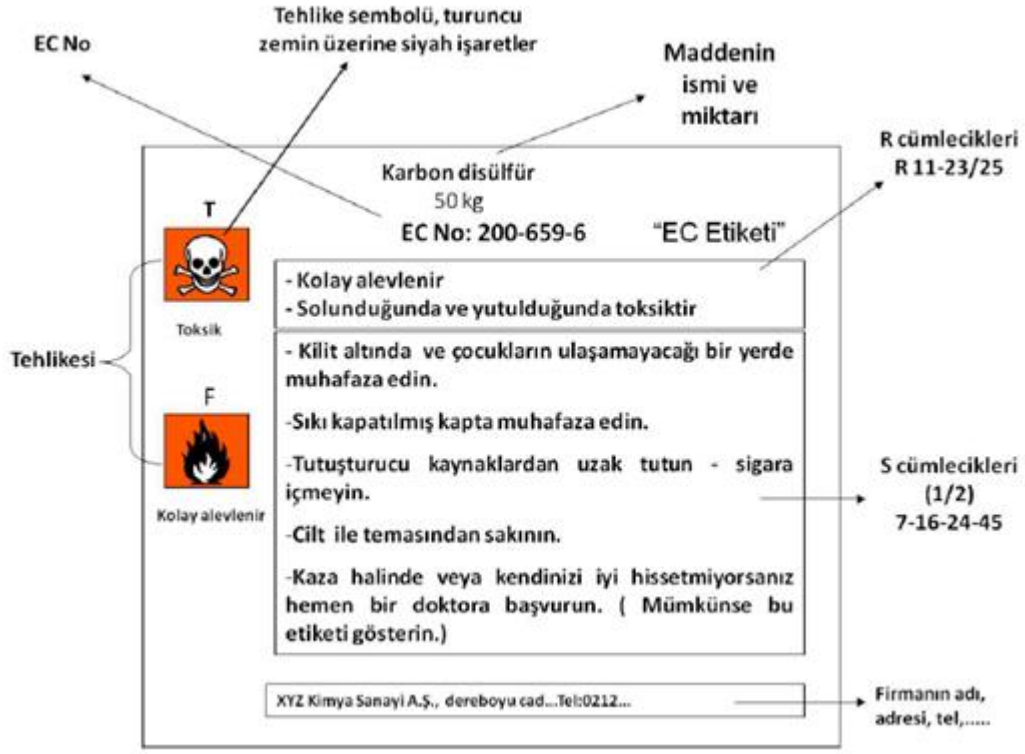 EC No
Tehlike sembolü, turuncu
zemin üzerine siyah işaretler
Maddenin
ismi ve
miktarı
R cümlecikleri
R 11-23/25
Karbon disülfür
50 kg
EC No: 200-659-6
“EC Etiketi”
T
Toksik
Tehlikesi
F
Kolay alevlenir
- Kolay alevlenir
- Solunduğunda ve yutulduğunda toksiktir
- Kilit altında ve çocukların ulaşamayacağı bir yerde
muhafaza edin.
-Sıkı kapatılmış kapta muhafaza edin.
-Tutuşturucu kaynaklardan uzak tutun - sigara
içmeyin.
-Cilt ile temasından sakının.
-Kaza halinde veya kendinizi iyi hissetmiyorsanız
hemen bir doktora başvurun. ( Mümkünse bu
etiketi gösterin.)
S cümlecikleri
(1/2)
7-16-24-45
XYZ Kimya Sanayi A.Ş., dereboyu cad...Tel:0212...
Firmanın adı,
adresi, tel,.....